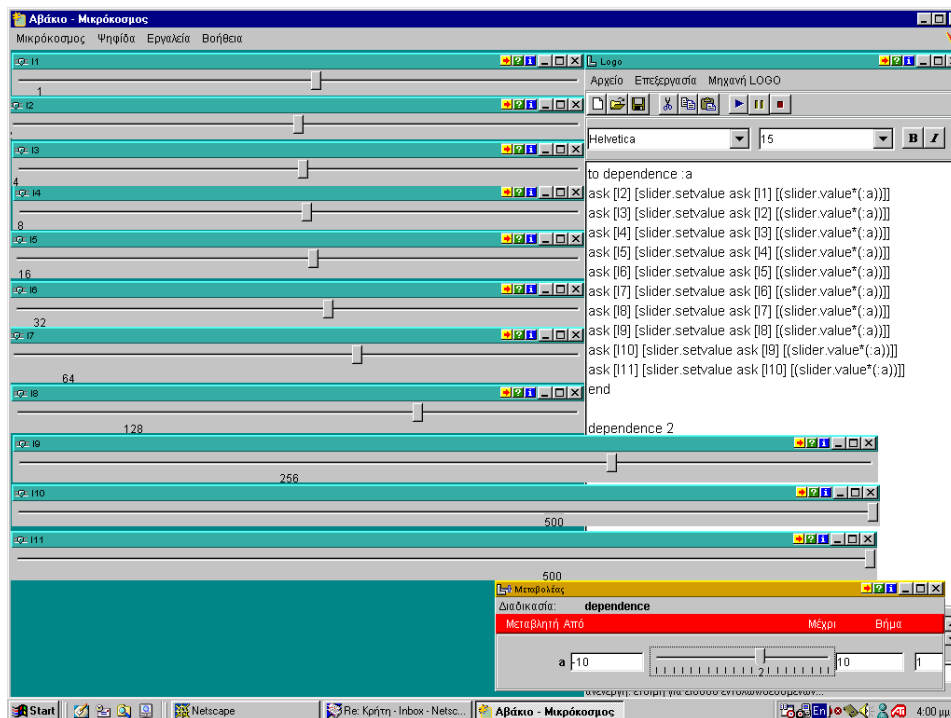 Αβάκιο - Μικρόκοσμος
Μικρόκοσμος Ψηφίδα Εργαλεία Βοήθεια
l1
1
l2
l3
4
l4
8
l5
16
l6
32
l7
64
l8
128
l9
256
l10
500
l11
500
Logo
Αρχείο Επεξεργασία Μηχανή LOGO
Helvetica 15 B I
to dependence :a
ask [l2] [slider.setvalue ask [l1] [(slider.value*(:a))]]
ask [l3] [slider.setvalue ask [l2] [(slider.value*(:a))]]
ask [l4] [slider.setvalue ask [l3] [(slider.value*(:a))]]
ask [l5] [slider.setvalue ask [l4] [(slider.value*(:a))]]
ask [l6] [slider.setvalue ask [l5] [(slider.value*(:a))]]
ask [l7] [slider.setvalue ask [l6] [(slider.value*(:a))]]
ask [l8] [slider.setvalue ask [l7] [(slider.value*(:a))]]
ask [l9] [slider.setvalue ask [l8] [(slider.value*(:a))]]
ask [l10] [slider.setvalue ask [l9] [(slider.value*(:a))]]
ask [l11] [slider.setvalue ask [l10] [(slider.value*(:a))]]
end
dependence 2
Μεταβολέας
Διαδικασία: dependence
Μεταβλητή Από Μέχρι Βήμα
a -10 2 10 1
Start Netscape Re: Κρήτη - Inbox - Netsc... Αβάκιο - Μικρόκοσμος En 4:00 μμ